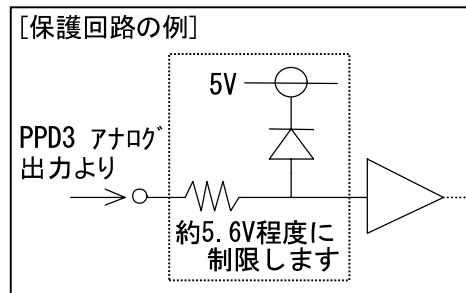 [保護回路の例]
5V
PPD3 アナログ
出力より
約5.6V程度に
制限します